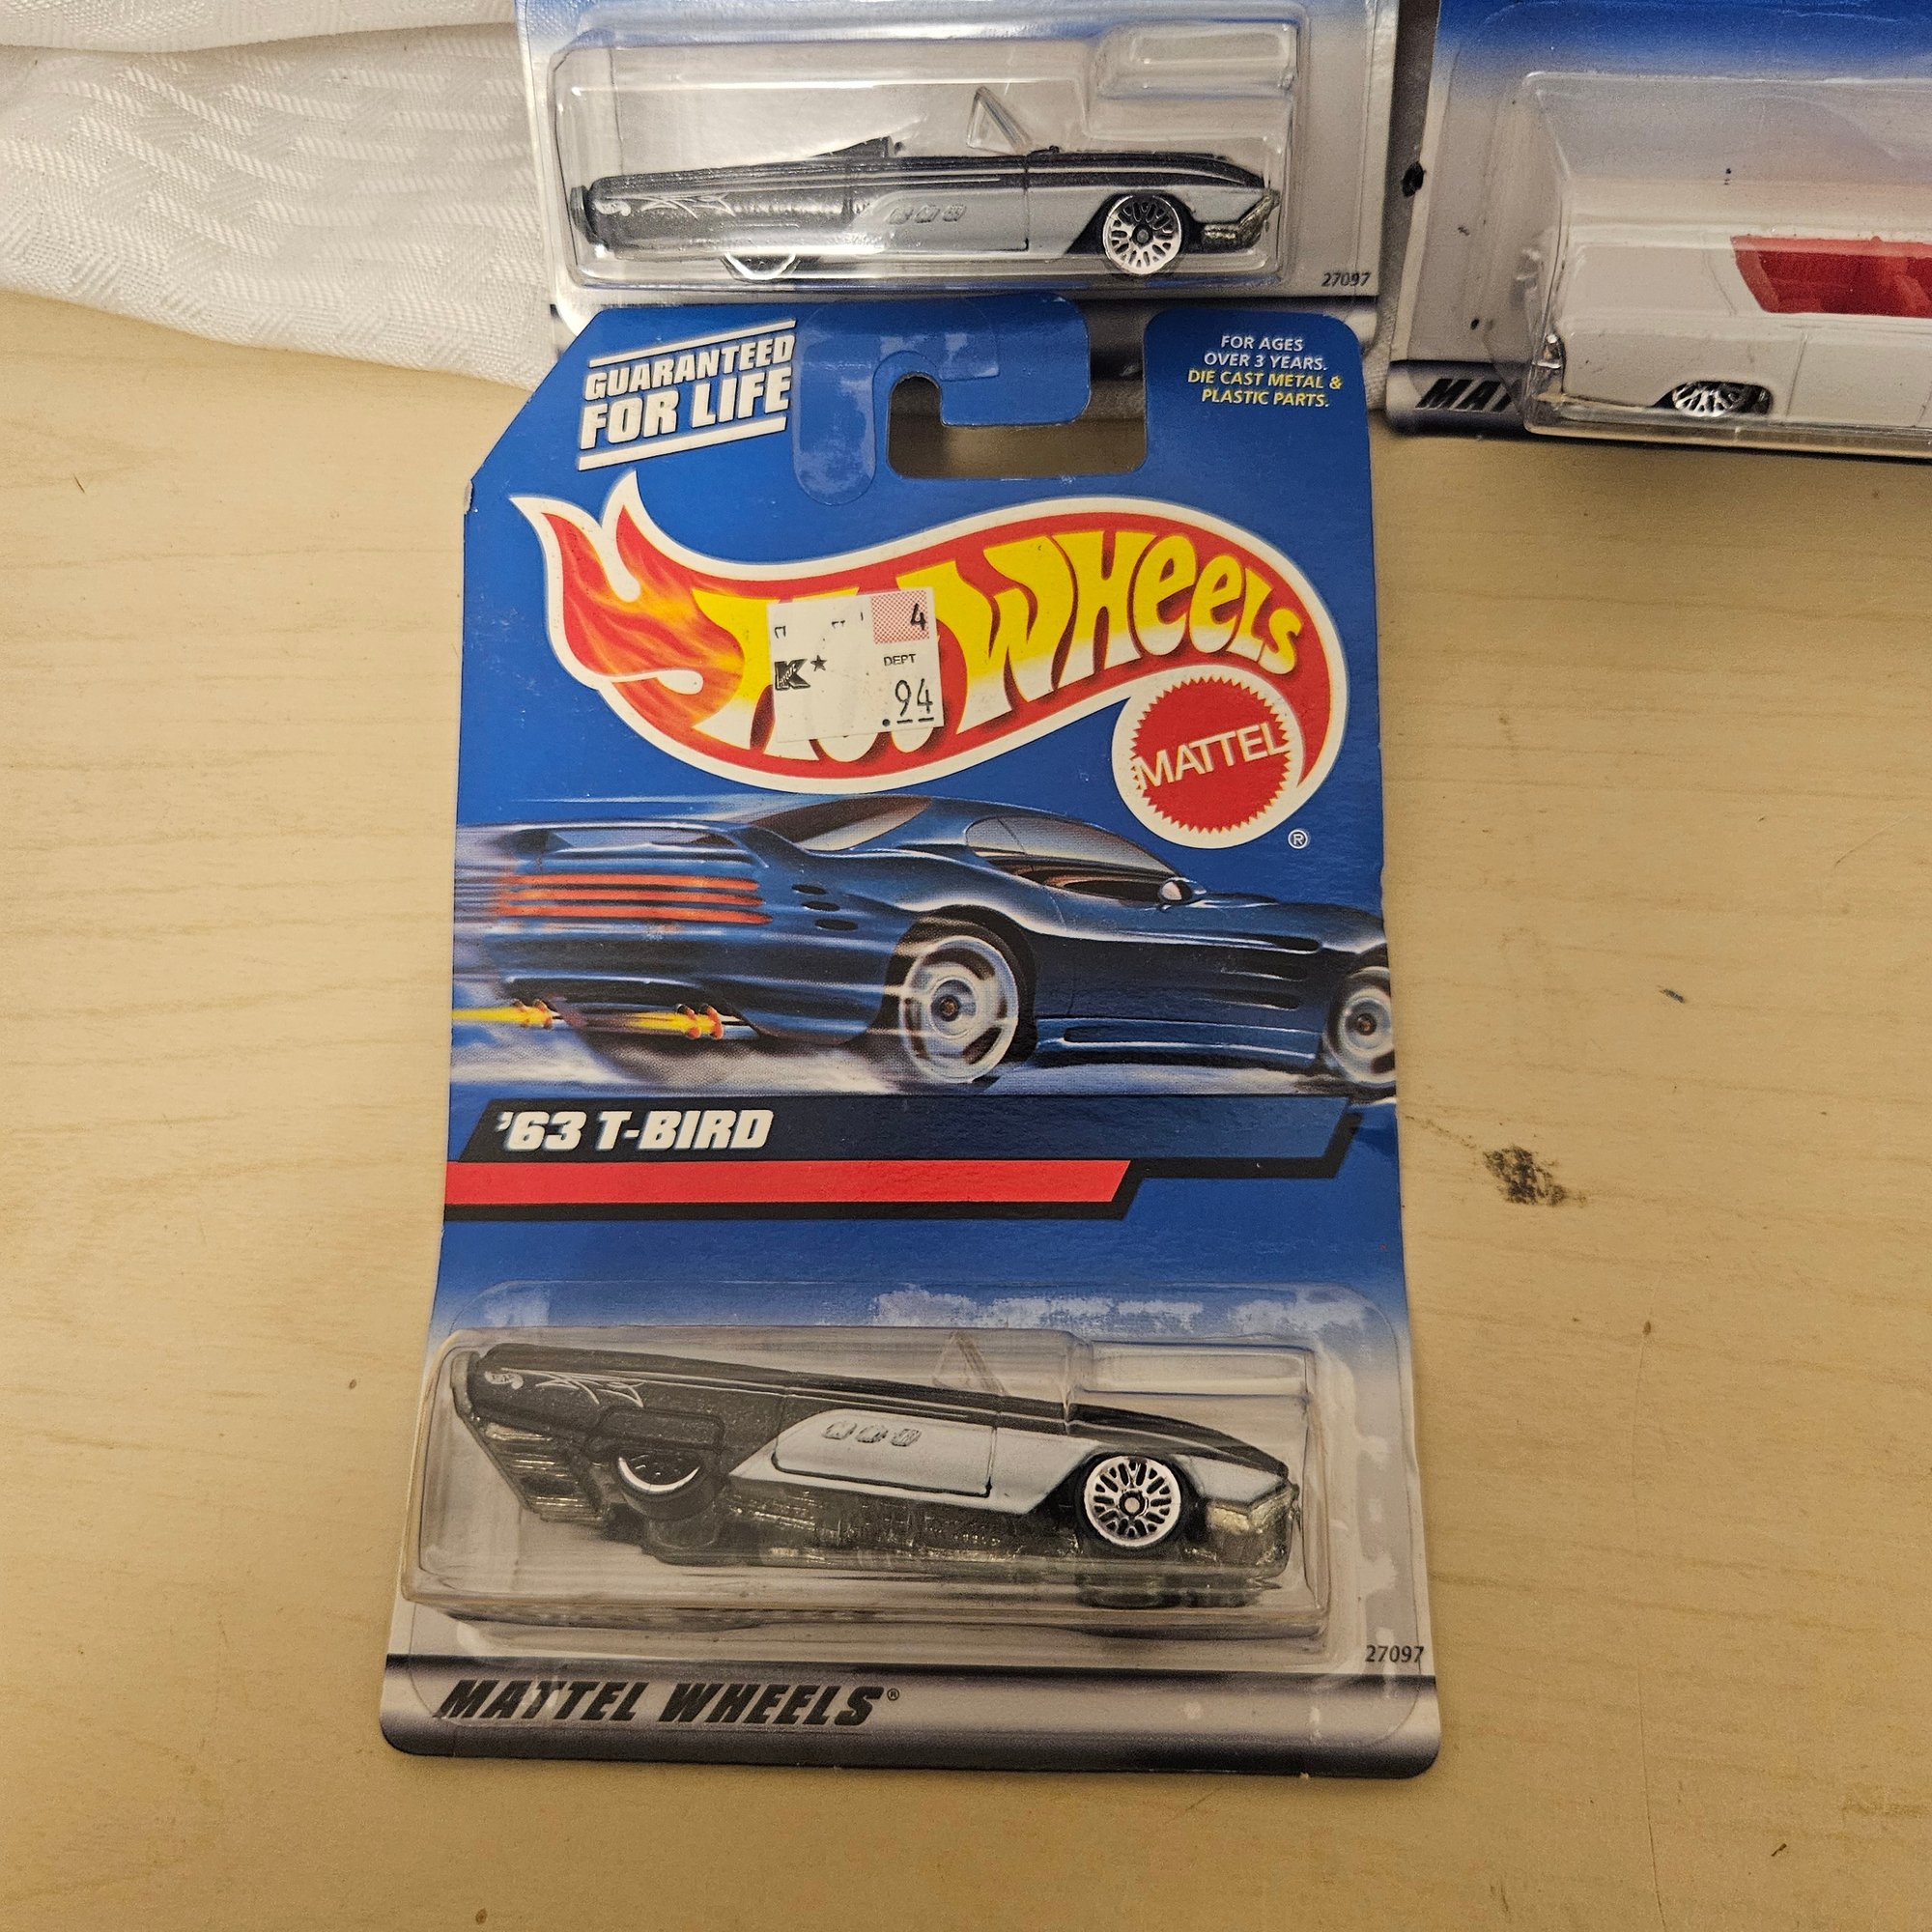 27097
GUARANTEED
FOR LIFE
FOR AGES
OVER 3 YEARS.
DIE CAST METAL &
PLASTIC PARTS.
HOT WHEELS
4
K★
DEPT
.94
MATTEL
®
'63 T-BIRD
27097
MATTEL WHEELS®